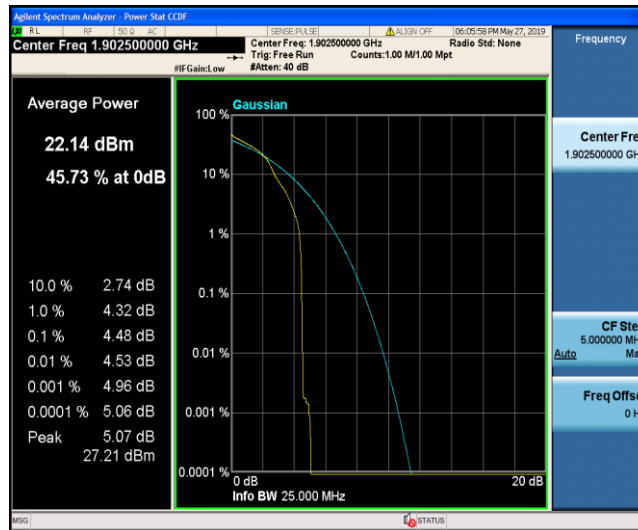 Agilent Spectrum Analyzer - Power Stat CCDF
RL RF 50 Ω AC SENSE:PULSE ALIGN OFF 06:05:58 PM May 27, 2019
Center Freq 1.902500000 GHz
Center Freq: 1.902500000 GHz Radio Std: None
Trig: Free Run Counts:1.00 M/1.00 Mpt
#IFGain:Low #Atten: 40 dB
Frequency
Average Power
22.14 dBm
45.73 % at 0dB
10.0 % 2.74 dB
1.0 % 4.32 dB
0.1 % 4.48 dB
0.01 % 4.53 dB
0.001 % 4.96 dB
0.0001 % 5.06 dB
Peak 5.07 dB
27.21 dBm
Gaussian
100 %
10 %
1 %
0.1 %
0.01 %
0.001 %
0.0001 %
0 dB 20 dB
Info BW 25.000 MHz
Center Fre
1.902500000 GH
CF Ste
5.000000 MH
Auto Ma
Freq Offse
0 H
MSG STATUS